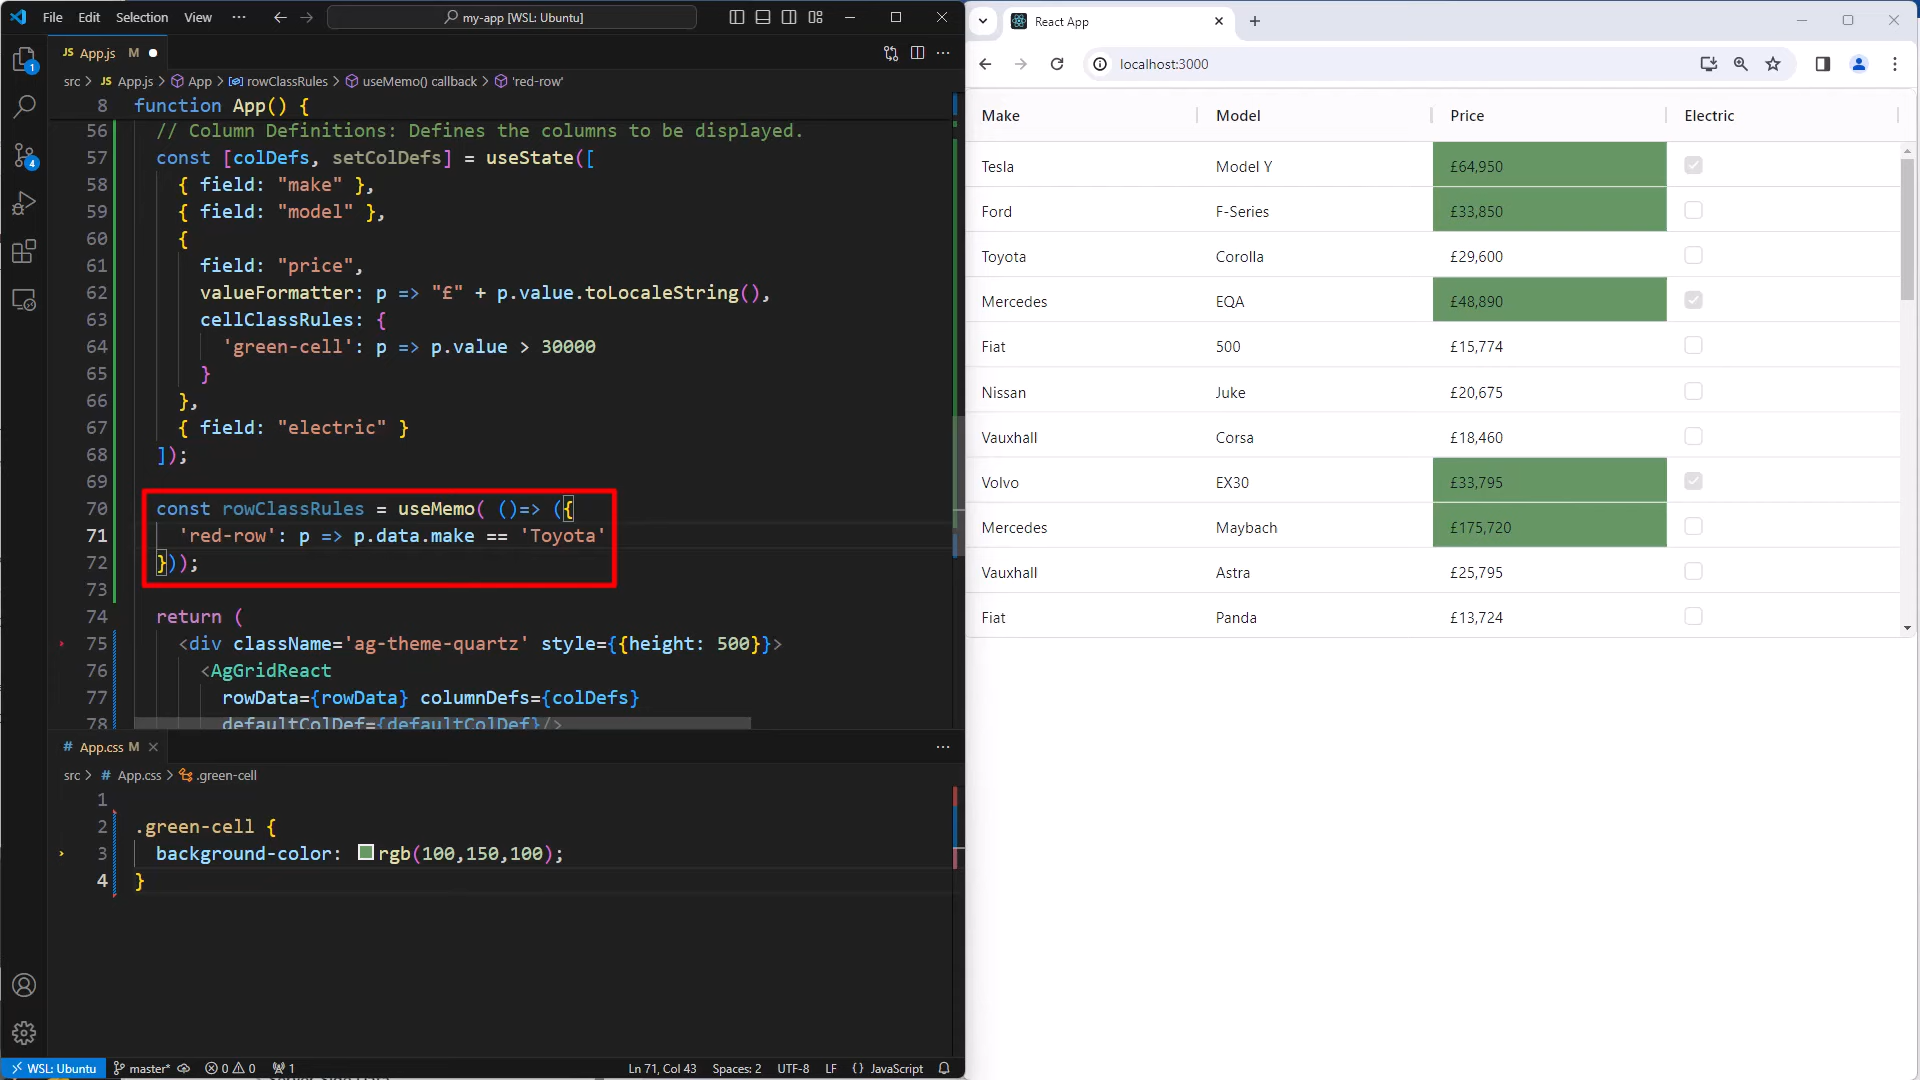 File Edit Selection View ··· my-app [WSL: Ubuntu]
JS App.js M
src > JS App.js > App > rowClassRules > useMemo() callback > 'red-row'
8 function App() {
56 // Column Definitions: Defines the columns to be displayed.
57 const [colDefs, setColDefs] = useState([
58 { field: "make" },
59 { field: "model" },
60 {
61 field: "price",
62 valueFormatter: p => "£" + p.value.toLocaleString(),
63 cellClassRules: {
64 'green-cell': p => p.value > 30000
65 }
66 },
67 { field: "electric" }
68 ]);
69
70 const rowClassRules = useMemo( ()=> ({
71 'red-row': p => p.data.make == 'Toyota'
72 }));
73
74 return (
75 <div className='ag-theme-quartz' style={{height: 500}}>
76 <AgGridReact
77 rowData={rowData} columnDefs={colDefs}
78 defaultColDef={defaultColDef}/>
# App.css M
src > # App.css > .green-cell
1
2 .green-cell {
3 background-color: rgb(100,150,100);
4 }
1
4
WSL: Ubuntu master* 0 0 1 Ln 71, Col 43 Spaces: 2 UTF-8 LF {} JavaScript
React App
localhost:3000
Make Model Price Electric
Tesla Model Y £64,950
Ford F-Series £33,850
Toyota Corolla £29,600
Mercedes EQA £48,890
Fiat 500 £15,774
Nissan Juke £20,675
Vauxhall Corsa £18,460
Volvo EX30 £33,795
Mercedes Maybach £175,720
Vauxhall Astra £25,795
Fiat Panda £13,724